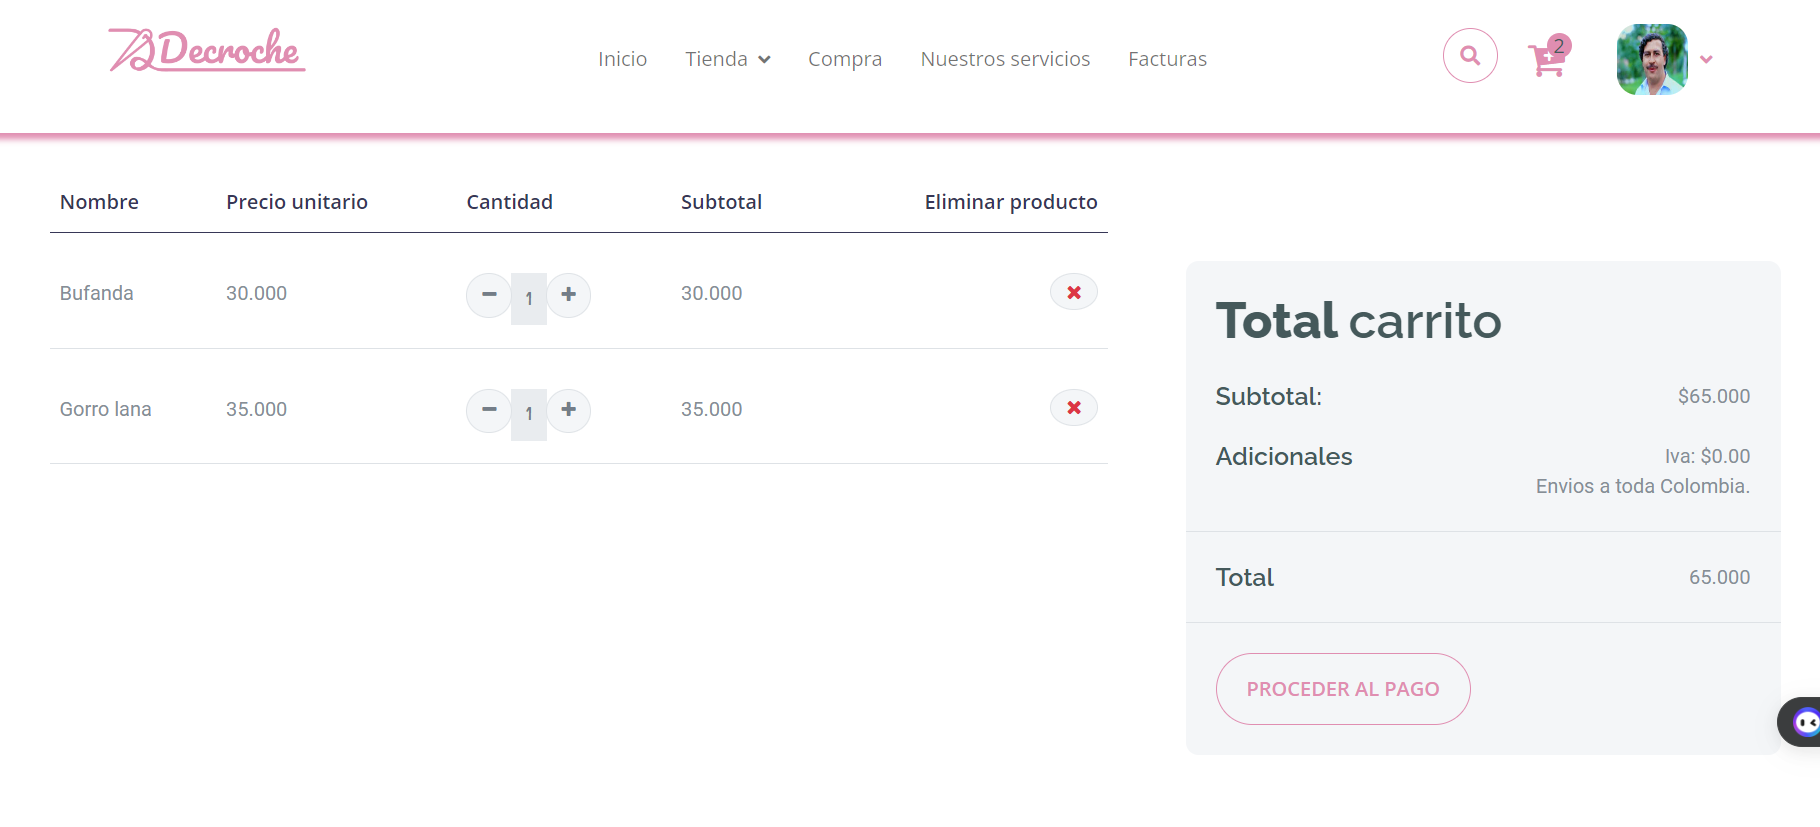 Decroche
Inicio Tienda Compra Nuestros servicios Facturas
2
Nombre Precio unitario Cantidad Subtotal Eliminar producto
Bufanda 30.000 1 30.000
Gorro lana 35.000 1 35.000
Total carrito
Subtotal: $65.000
Adicionales Iva: $0.00
Envios a toda Colombia.
Total 65.000
PROCEDER AL PAGO